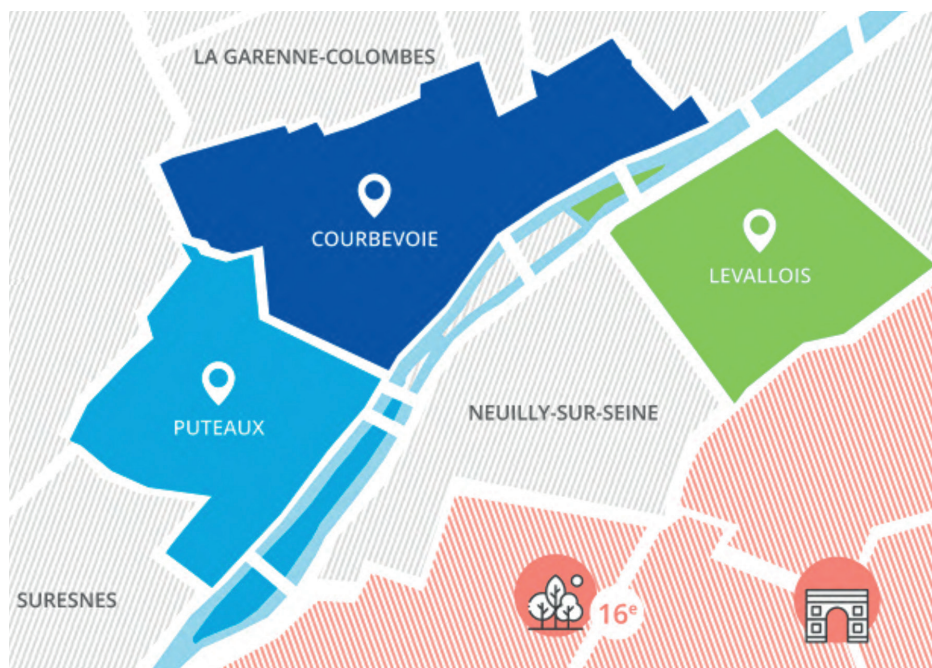 LA GARENNE-COLOMBES
COURBEVOIE
LEVALLOIS
PUTEAUX
NEUILLY-SUR-SEINE
SURESNES
16e